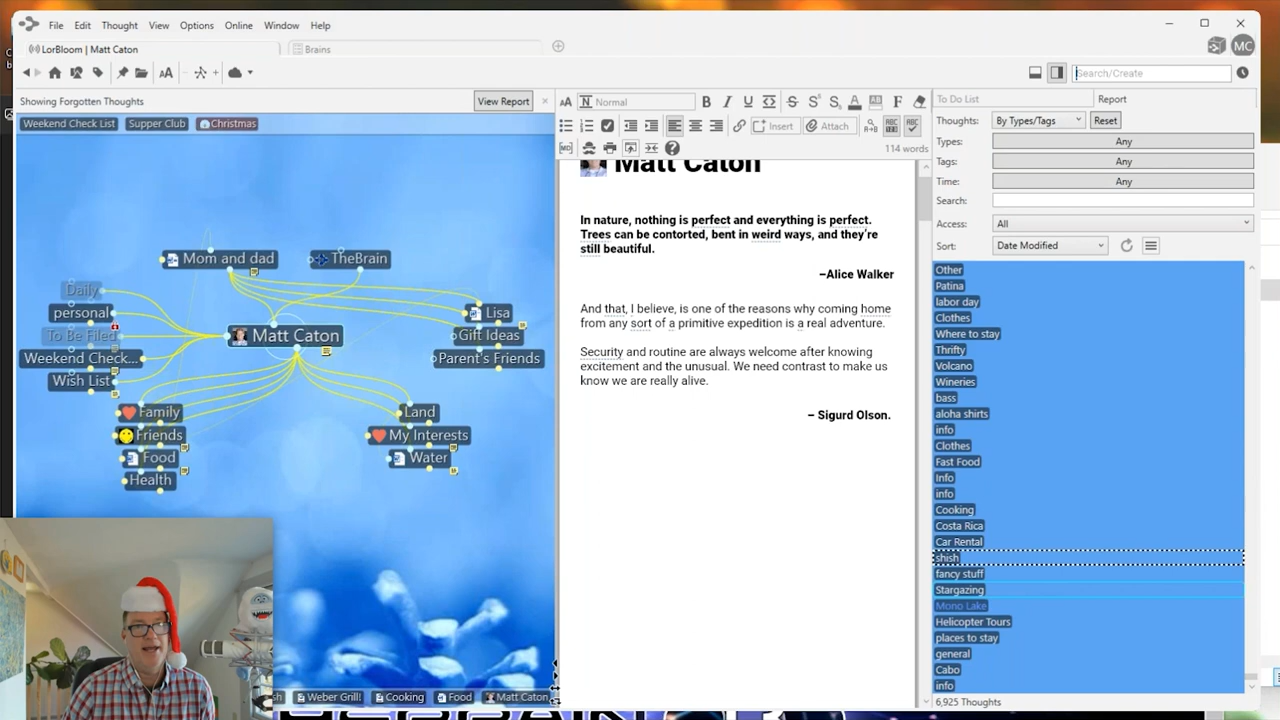 File Edit Thought View Options Online Window Help
LorBloom | Matt Caton
Brains
MC
Search/Create
Showing Forgotten Thoughts
View Report
Weekend Check List
Supper Club
Christmas
Mom and dad
TheBrain
Daily
personal
To Be Filed
Weekend Check...
Wish List
Matt Caton
Lisa
Gift Ideas
Parent's Friends
Family
Friends
Food
Health
Land
My Interests
Water
Weber Grill!
Cooking
Food
Matt Caton
Normal
Insert
Attach
114 words
Matt Caton
In nature, nothing is perfect and everything is perfect.
Trees can be contorted, bent in weird ways, and they're
still beautiful.
–Alice Walker
And that, I believe, is one of the reasons why coming home
from any sort of a primitive expedition is a real adventure.
Security and routine are always welcome after knowing
excitement and the unusual. We need contrast to make us
know we are really alive.
– Sigurd Olson.
To Do List
Report
Thoughts: By Types/Tags Reset
Types: Any
Tags: Any
Time: Any
Search:
Access: All
Sort: Date Modified
Other
Patina
labor day
Clothes
Where to stay
Thrifty
Volcano
Wineries
bass
aloha shirts
info
Clothes
Fast Food
Info
info
Cooking
Costa Rica
Car Rental
shish
fancy stuff
Stargazing
Mono Lake
Helicopter Tours
places to stay
general
Cabo
info
6,925 Thoughts